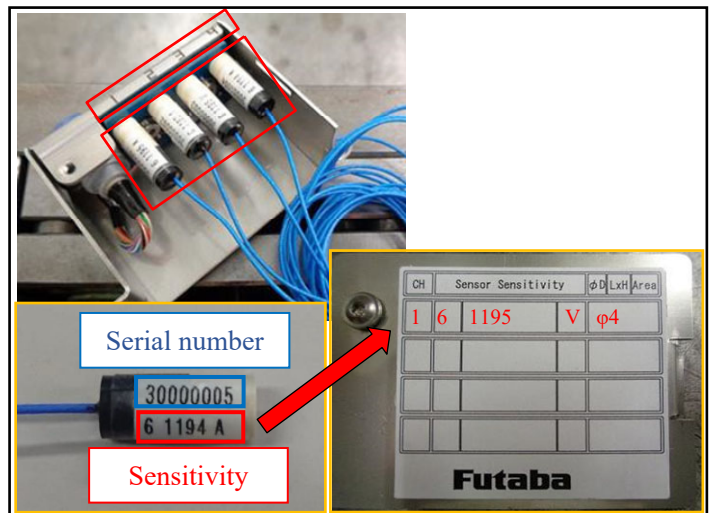 Serial number
30000005
6 1194 A
Sensitivity
CH Sensor Sensitivity φD LxH Area
1 6 1195 V φ4
Futaba